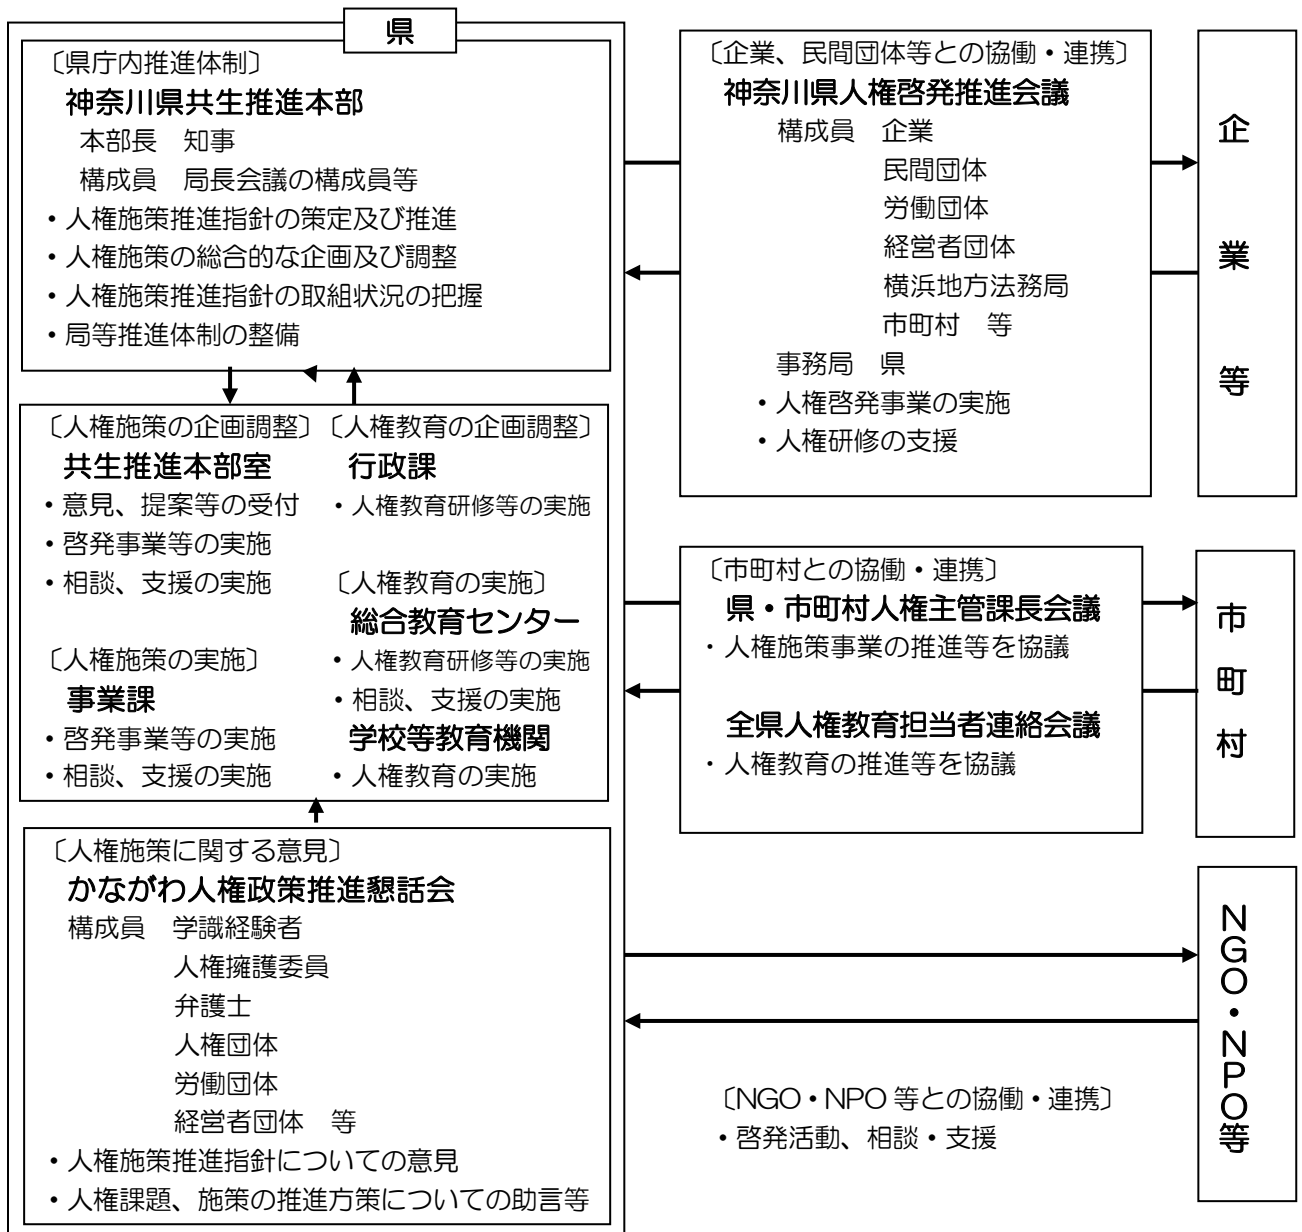 県
〔県庁内推進体制〕
神奈川県共生推進本部
本部長　知事
構成員　局長会議の構成員等
・人権施策推進指針の策定及び推進
・人権施策の総合的な企画及び調整
・人権施策推進指針の取組状況の把握
・局等推進体制の整備
〔人権施策の企画調整〕
共生推進本部室
・意見、提案等の受付
・啓発事業等の実施
・相談、支援の実施
〔人権施策の実施〕
事業課
・啓発事業等の実施
・相談、支援の実施
〔人権教育の企画調整〕
行政課
・人権教育研修等の実施
〔人権教育の実施〕
総合教育センター
・人権教育研修等の実施
・相談、支援の実施
学校等教育機関
・人権教育の実施
〔人権施策に関する意見〕
かながわ人権政策推進懇話会
構成員　学識経験者
人権擁護委員
弁護士
人権団体
労働団体
経営者団体　等
・人権施策推進指針についての意見
・人権課題、施策の推進方策についての助言等
〔企業、民間団体等との協働・連携〕
神奈川県人権啓発推進会議
構成員　企業
民間団体
労働団体
経営者団体
横浜地方法務局
市町村　等
事務局　県
・人権啓発事業の実施
・人権研修の支援
企業等
〔市町村との協働・連携〕
県・市町村人権主管課長会議
・人権施策事業の推進等を協議
全県人権教育担当者連絡会議
・人権教育の推進等を協議
市町村
〔NGO・NPO 等との協働・連携〕
・啓発活動、相談・支援
NGO・NPO等